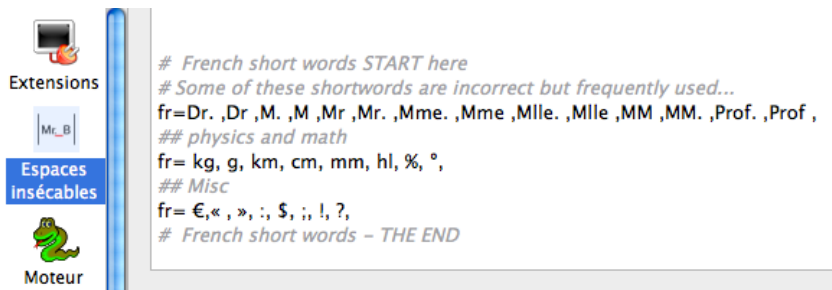 Extensions
Mr_B
Espaces
insécables
Moteur
# French short words START here
# Some of these shortwords are incorrect but frequently used...
fr=Dr. ,Dr ,M. ,M ,Mr ,Mr. ,Mme. ,Mme ,Mlle. ,Mlle ,MM ,MM. ,Prof. ,Prof ,
## physics and math
fr= kg, g, km, cm, mm, hl, %, °,
## Misc
fr= €,« , », :, $, ;, !, ?,
# French short words – THE END